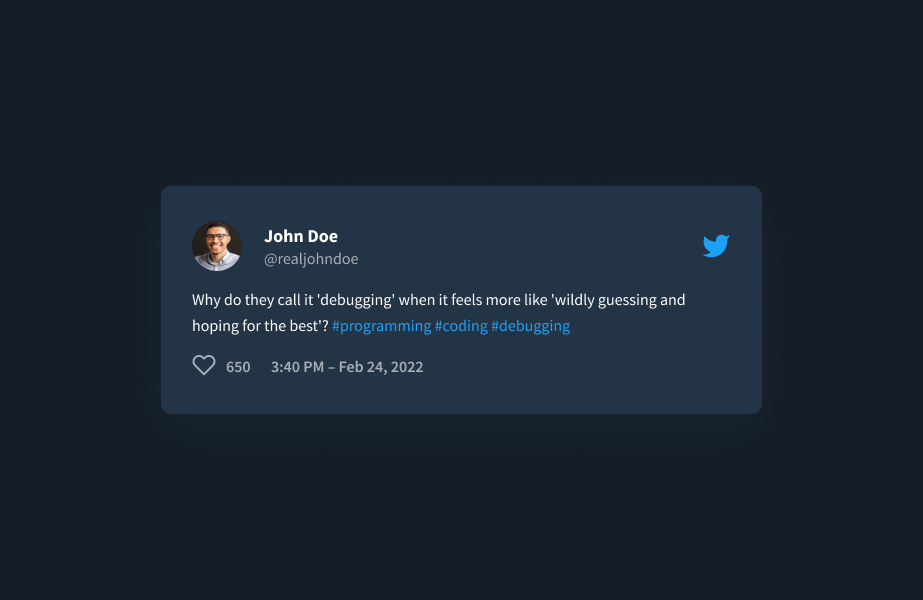 John Doe
@realjohndoe
Why do they call it 'debugging' when it feels more like 'wildly guessing and
hoping for the best'? #programming #coding #debugging
650 3:40 PM – Feb 24, 2022